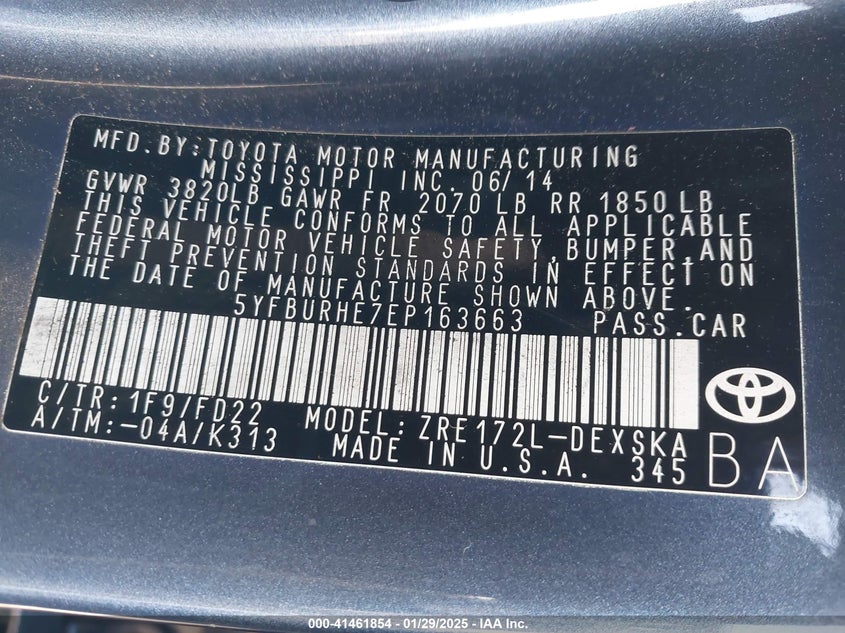 MFD.BY:TOYOTA MOTOR MANUFACTURING
MISSISSIPPI INC. 06/14
GVWR 3820LB GAWR FR 2070 LB RR 1850 LB
THIS VEHICLE CONFORMS TO ALL APPLICABLE
FEDERAL MOTOR VEHICLE SAFETY, BUMPER, AND
THEFT PREVENTION STANDARDS IN EFFECT ON
THE DATE OF MANUFACTURE SHOWN ABOVE.
5YFBURHE7EP163663 PASS.CAR
C/TR:1F9/FD22 MODEL:ZRE172L-DEXSKA
A/TM:-04A/K313 MADE IN U.S.A. 345 BA
000-41461854 - 01/29/2025 - IAA Inc.